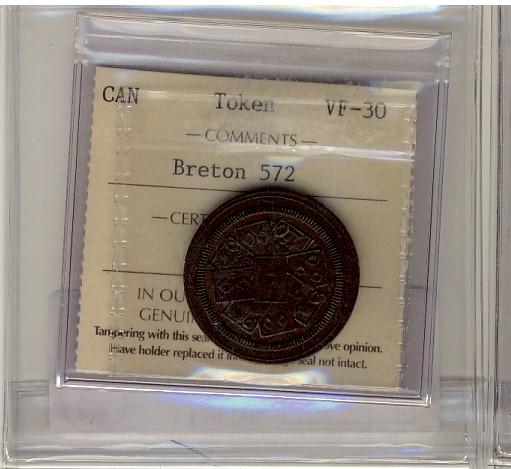 CAN Token VF-30
— COMMENTS —
Breton 572
— CERT
IN OU
GENUI
Tampering with this sea ve opinion.
Have holder replaced if seal not intact.